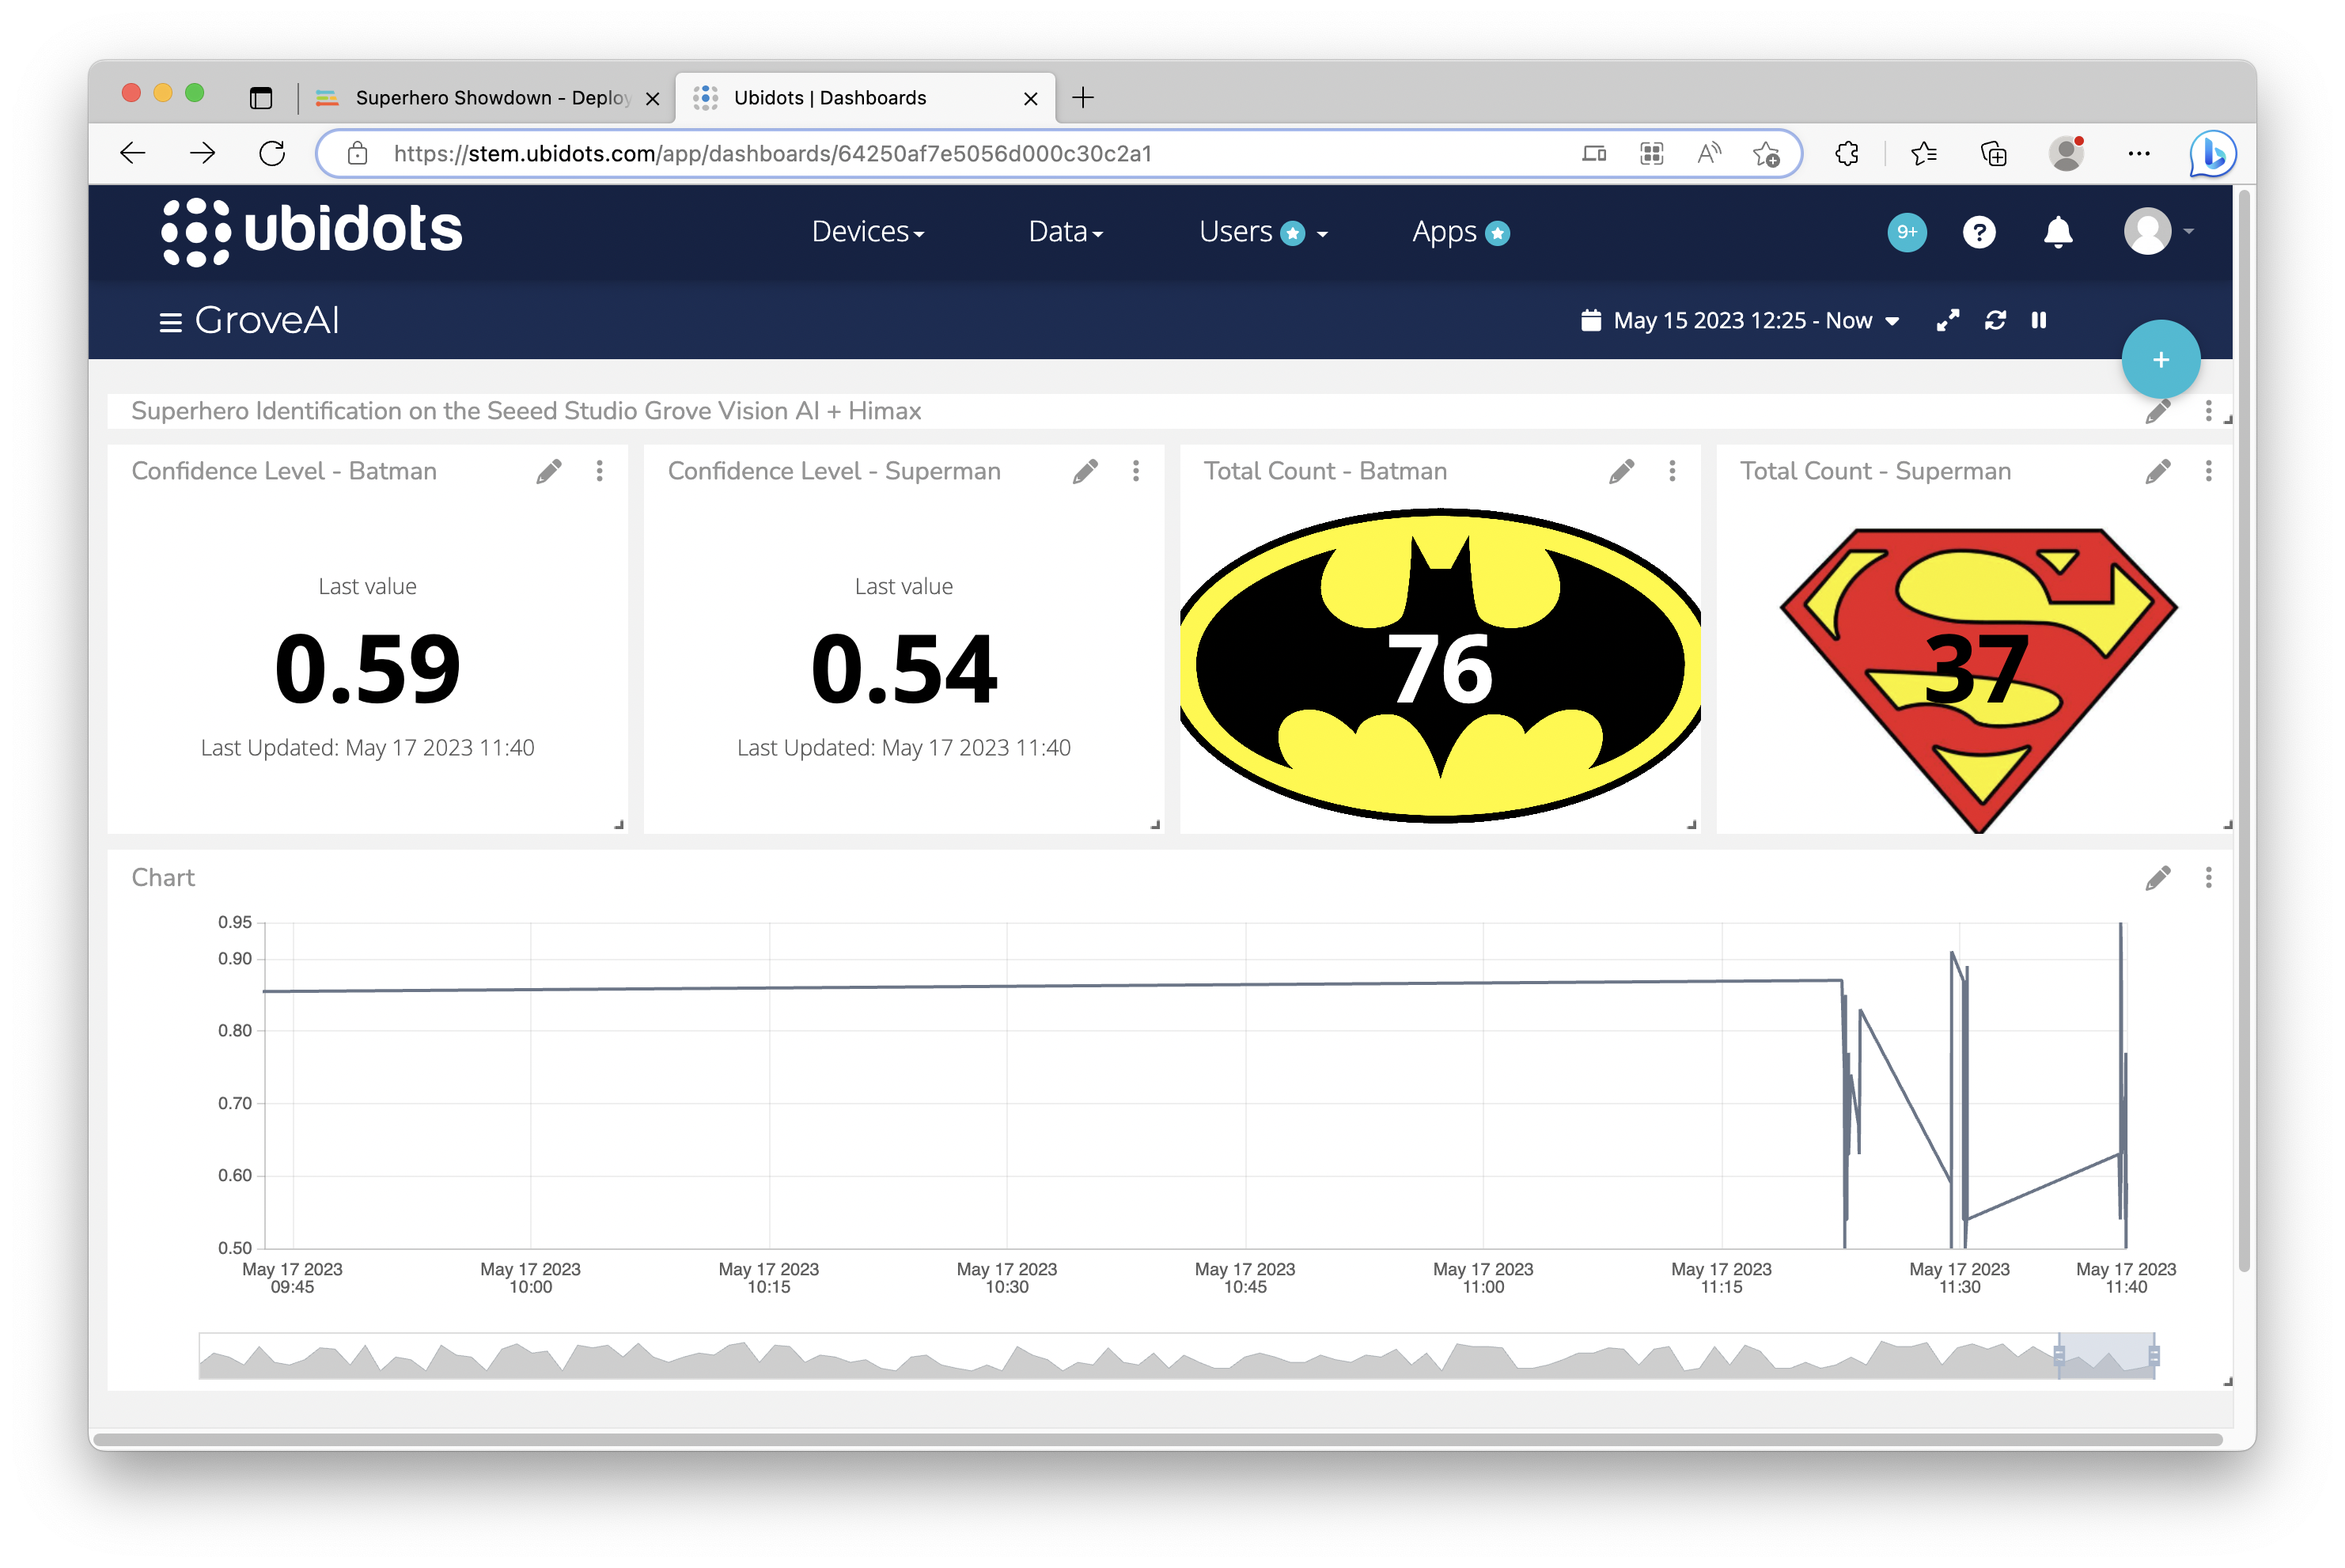 Superhero Showdown - Deploy
Ubidots | Dashboards
https://stem.ubidots.com/app/dashboards/64250af7e5056d000c30c2a1
ubidots
Devices
Data
Users
Apps
9+
GroveAI
May 15 2023 12:25 - Now
Superhero Identification on the Seeed Studio Grove Vision AI + Himax
Confidence Level - Batman
Last value
0.59
Last Updated: May 17 2023 11:40
Confidence Level - Superman
Last value
0.54
Last Updated: May 17 2023 11:40
Total Count - Batman
76
Total Count - Superman
37
Chart
0.95
0.90
0.80
0.70
0.60
0.50
May 17 2023
09:45
May 17 2023
10:00
May 17 2023
10:15
May 17 2023
10:30
May 17 2023
10:45
May 17 2023
11:00
May 17 2023
11:15
May 17 2023
11:30
May 17 2023
11:40